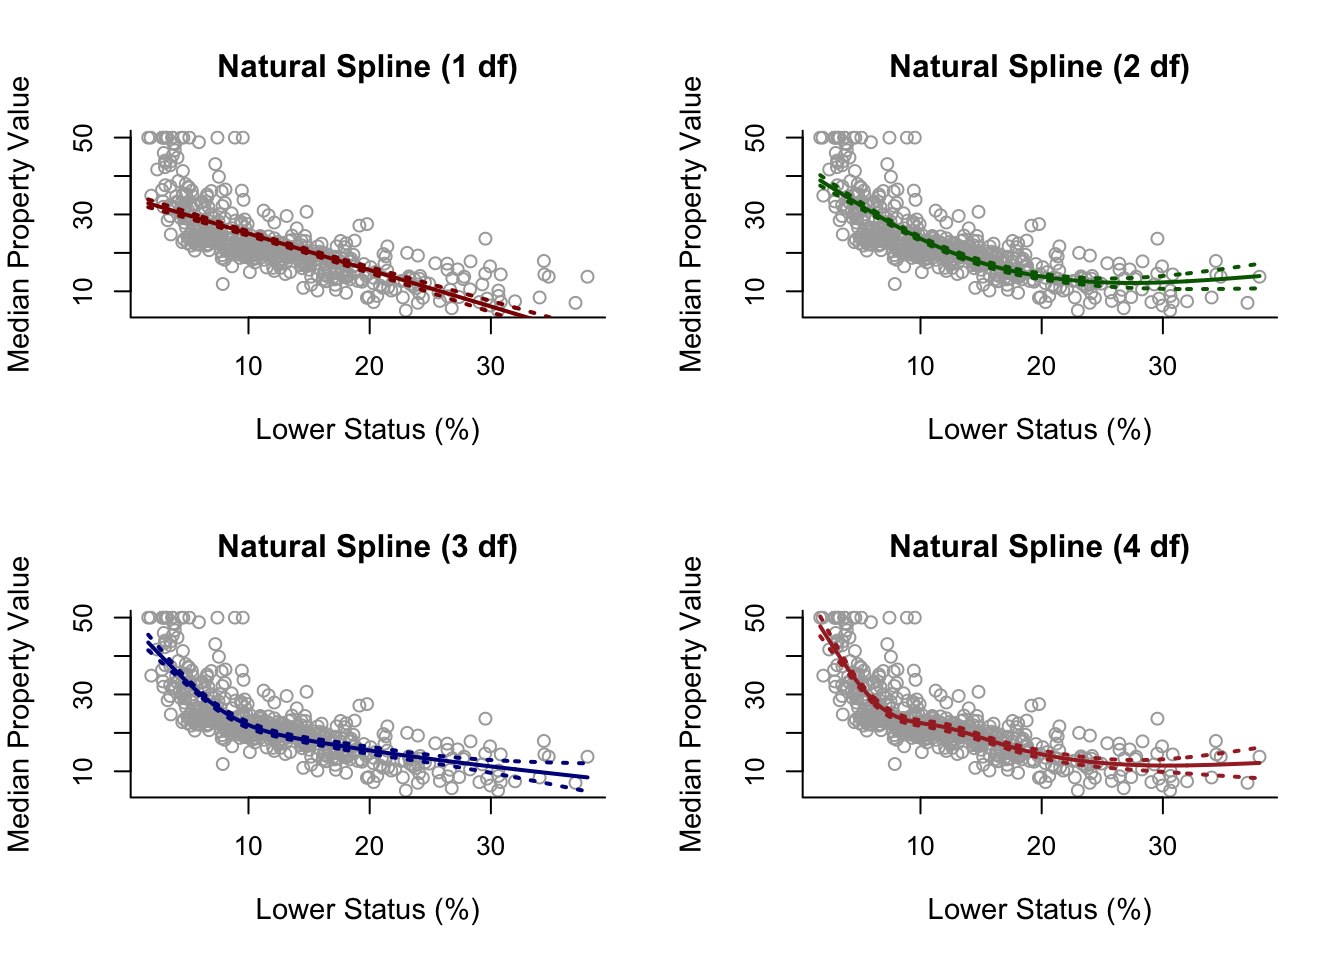 Natural Spline (1 df)
Median Property Value
50
30
10
10 20 30
Lower Status (%)
Natural Spline (2 df)
Median Property Value
50
30
10
10 20 30
Lower Status (%)
Natural Spline (3 df)
Median Property Value
50
30
10
10 20 30
Lower Status (%)
Natural Spline (4 df)
Median Property Value
50
30
10
10 20 30
Lower Status (%)